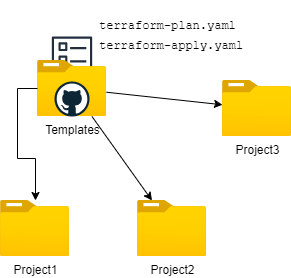 terraform-plan.yaml
terraform-apply.yaml
Templates
Project3
Project1
Project2